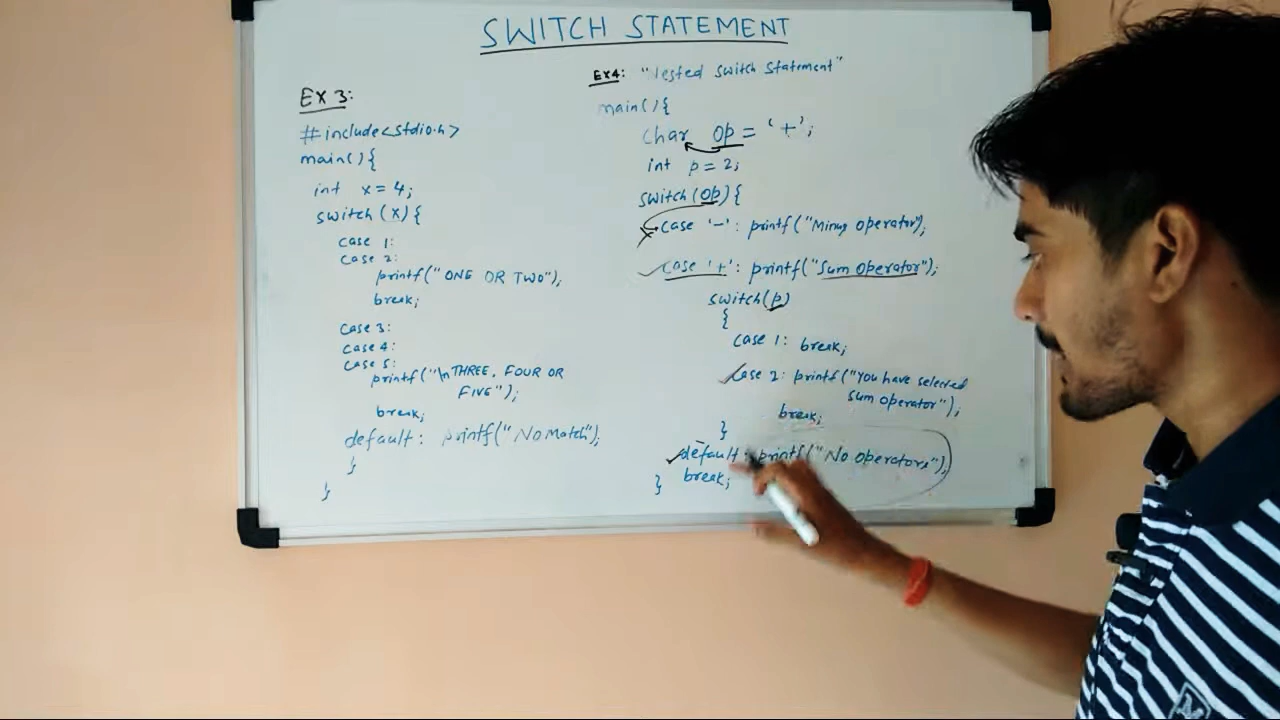 SWITCH STATEMENT
EX 3:
#include<stdio.h>
main(){
int x=4;
switch(x){
case 1:
case 2:
printf("ONE OR TWO");
break;
case 3:
case 4:
case 5:
printf("\nTHREE, FOUR OR
FIVE");
break;
default: printf("No Match");
}
}
EX4: "Nested Switch Statement"
main(){
char op = '+';
int p=2;
switch(op){
case '-': printf("Minus operator");
case '+': printf("Sum operator");
switch(p)
{
case 1: break;
case 2: printf("You have selected
sum operator");
break;
}
default: printf("No operators");
break;
}